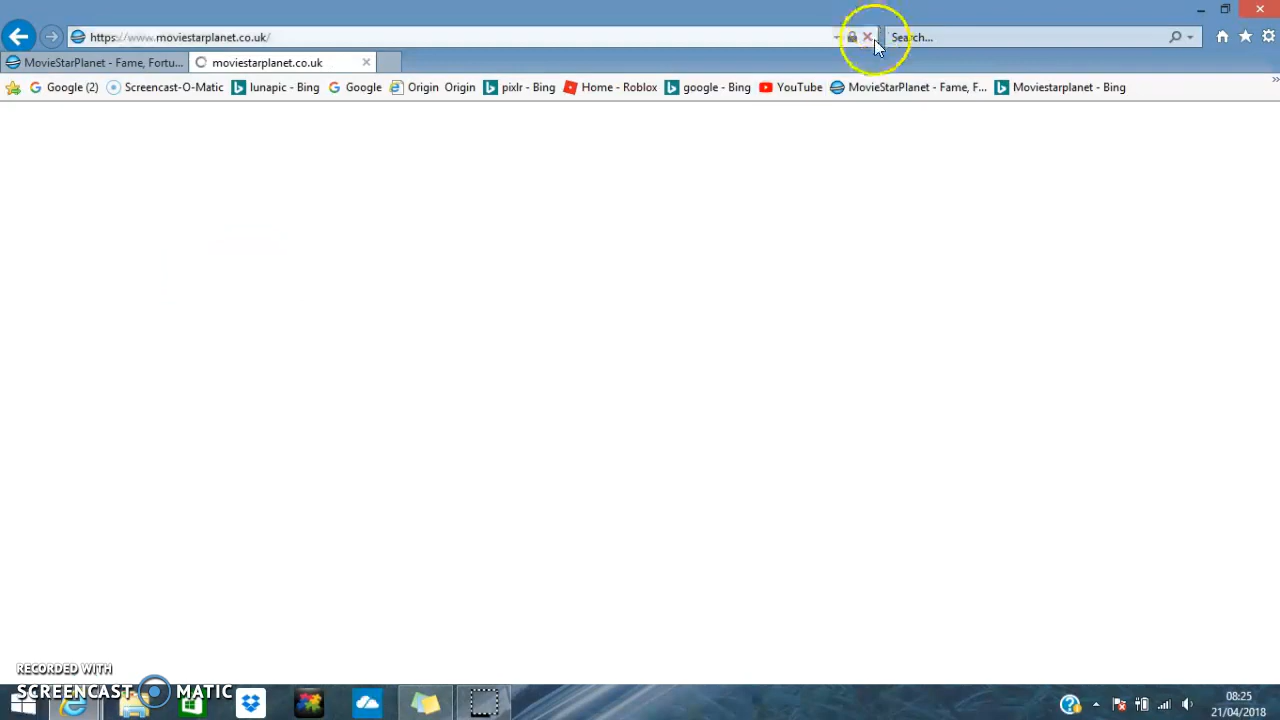 https://www.moviestarplanet.co.uk/
Search...
MovieStarPlanet - Fame, Fortu...
moviestarplanet.co.uk
Google (2)
Screencast-O-Matic
lunapic - Bing
Google
Origin Origin
pixlr - Bing
Home - Roblox
google - Bing
YouTube
MovieStarPlanet - Fame, F...
Moviestarplanet - Bing
RECORDED WITH
SCREENCAST MATIC
08:25
21/04/2018